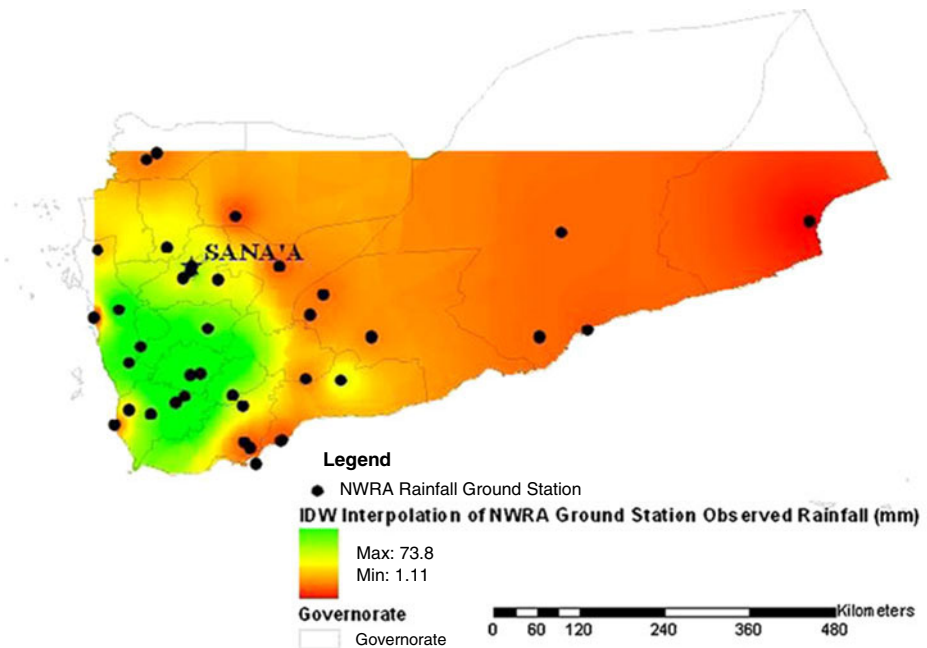 SANA'A
Legend
NWRA Rainfall Ground Station
IDW Interpolation of NWRA Ground Station Observed Rainfall (mm)
Max: 73.8
Min: 1.11
Governorate
Governorate
Kilometers
0 60 120 240 360 480